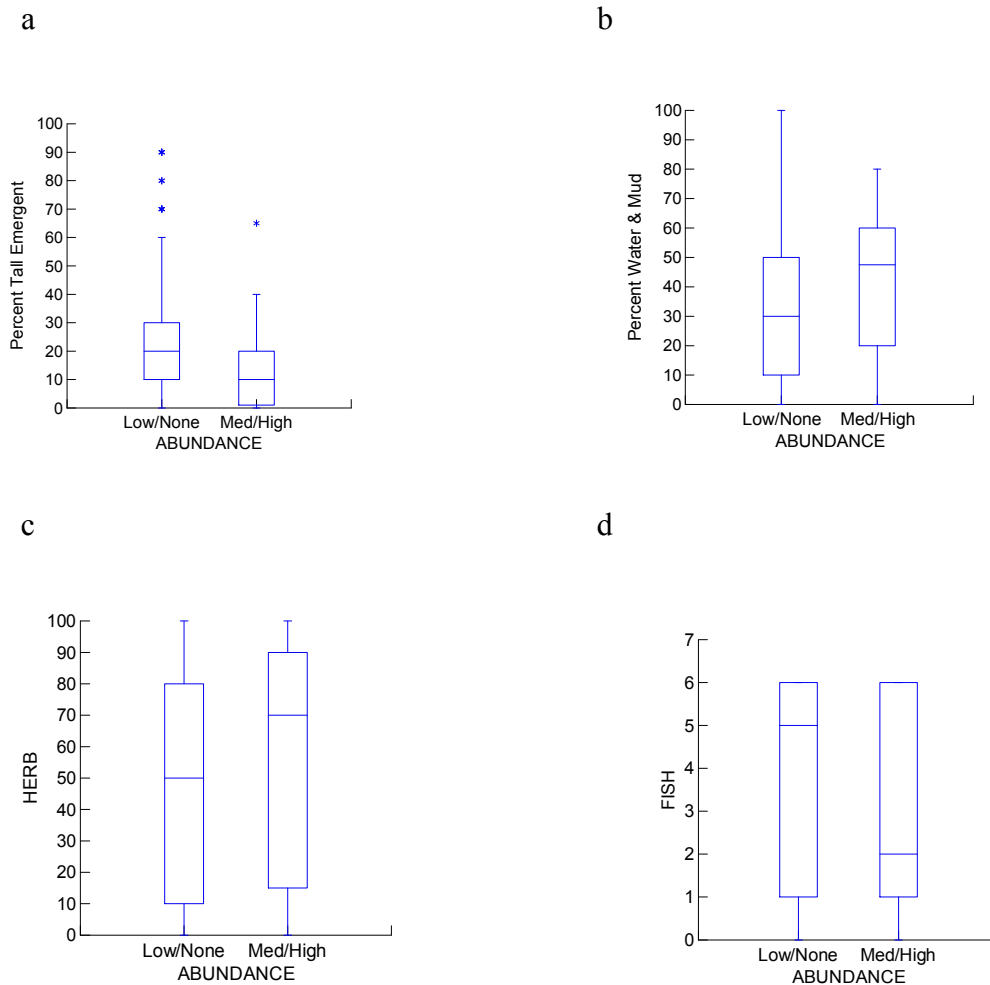 a
100
90
80
70
60
50
40
30
20
10
0
Percent Tall Emergent
Low/None Med/High
ABUNDANCE
b
100
90
80
70
60
50
40
30
20
10
0
Percent Water & Mud
Low/None Med/High
ABUNDANCE
c
100
90
80
70
60
50
40
30
20
10
0
HERB
Low/None Med/High
ABUNDANCE
d
7
6
5
4
3
2
1
0
FISH
Low/None Med/High
ABUNDANCE